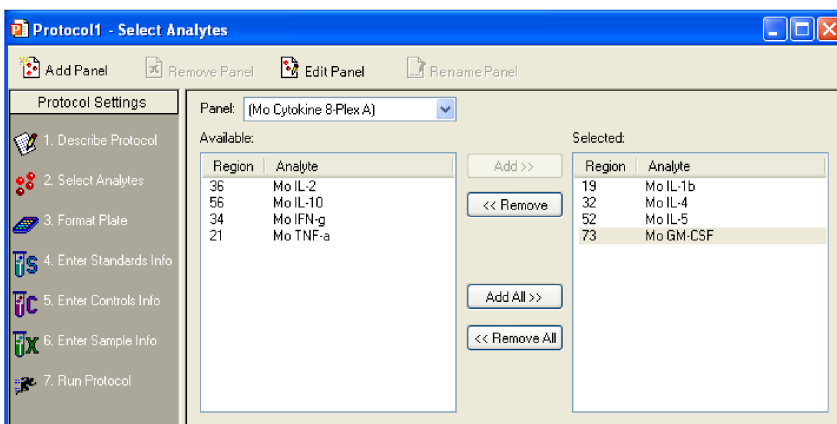 Protocol1 - Select Analytes
Add Panel Remove Panel Edit Panel Rename Panel
Protocol Settings
1. Describe Protocol
2. Select Analytes
3. Format Plate
4. Enter Standards Info
5. Enter Controls Info
6. Enter Sample Info
7. Run Protocol
Panel: (Mo Cytokine 8-Plex A)
Available:
Region Analyte
36 Mo IL-2
56 Mo IL-10
34 Mo IFN-g
21 Mo TNF-a
Add >>
<< Remove
Add All >>
<< Remove All
Selected:
Region Analyte
19 Mo IL-1b
32 Mo IL-4
52 Mo IL-5
73 Mo GM-CSF